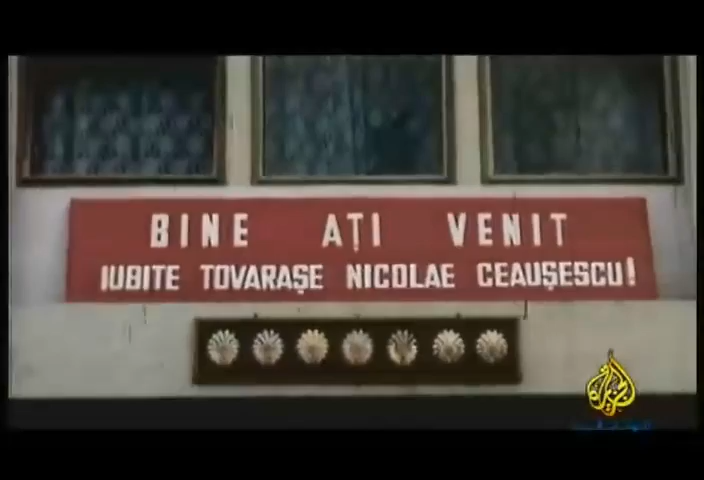 BINE AȚI VENIT
IUBITE TOVARAȘE NICOLAE CEAUȘESCU!
الجزيرة